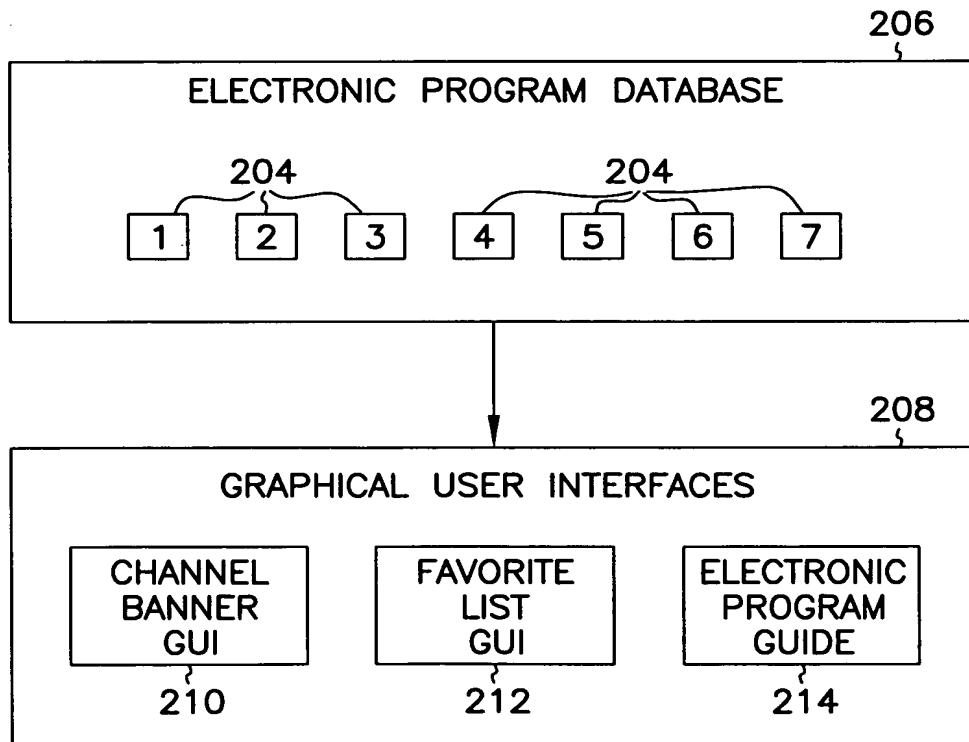 206
ELECTRONIC PROGRAM DATABASE
204 204
1 2 3 4 5 6 7
208
GRAPHICAL USER INTERFACES
CHANNEL
BANNER
GUI
210
FAVORITE
LIST
GUI
212
ELECTRONIC
PROGRAM
GUIDE
214